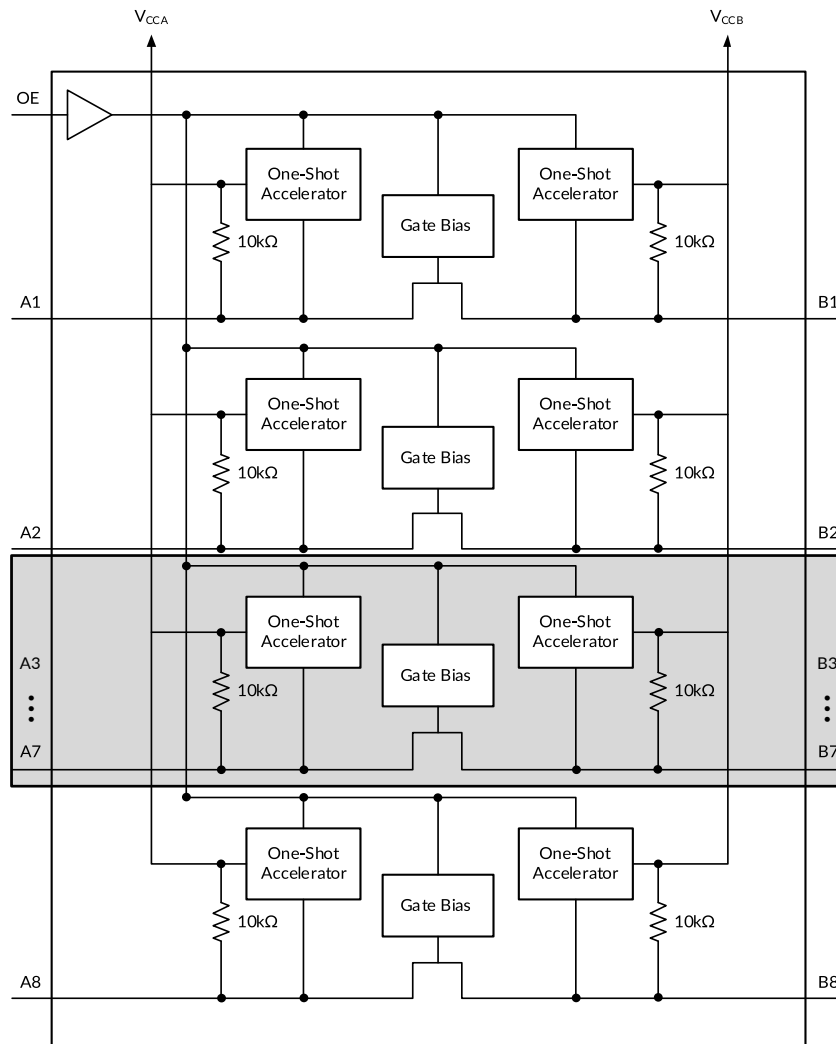 VCCA
VCCB
OE
One-Shot
Accelerator
One-Shot
Accelerator
Gate Bias
10kΩ
10kΩ
A1
B1
One-Shot
Accelerator
One-Shot
Accelerator
Gate Bias
10kΩ
10kΩ
A2
B2
One-Shot
Accelerator
One-Shot
Accelerator
A3
Gate Bias
B3
10kΩ
10kΩ
A7
B7
One-Shot
Accelerator
One-Shot
Accelerator
Gate Bias
10kΩ
10kΩ
A8
B8